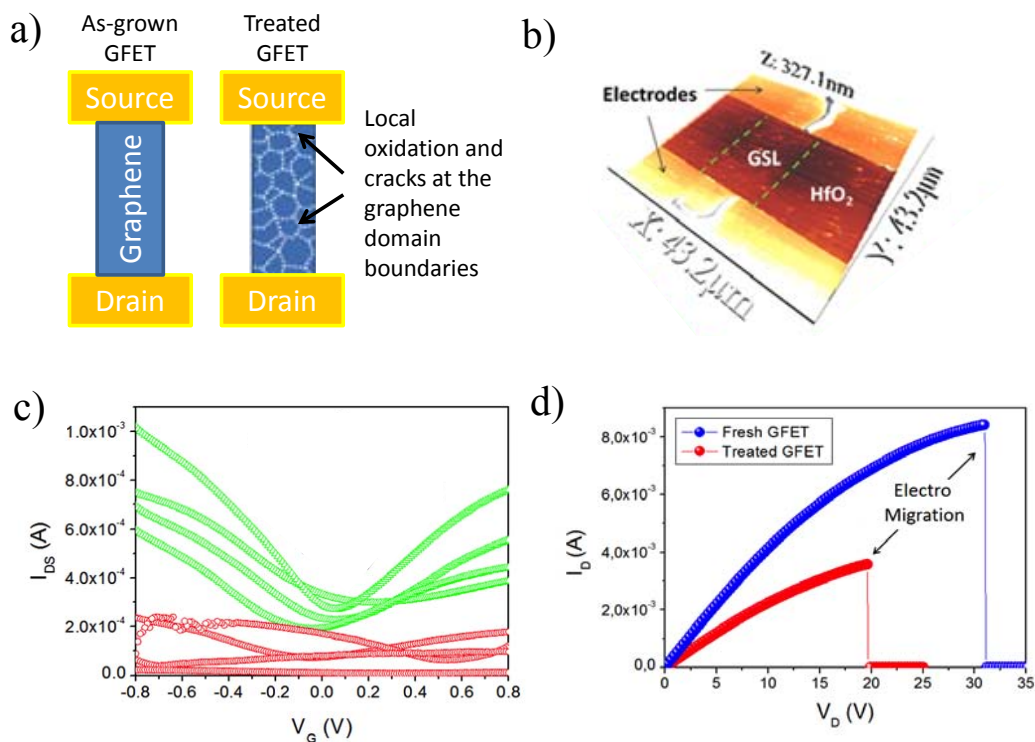 a)
As-grown
GFET
Treated
GFET
Source
Source
Graphene
Drain
Drain
Local
oxidation and
cracks at the
graphene
domain
boundaries
b)
Electrodes
Z: 327.1nm
GSL
HfO₂
X: 43.2µm
Y: 43.2µm
c)
I_DS (A)
1.0x10⁻³
8.0x10⁻⁴
6.0x10⁻⁴
4.0x10⁻⁴
2.0x10⁻⁴
0.0
-0.8 -0.6 -0.4 -0.2 0.0 0.2 0.4 0.6 0.8
V_G (V)
d)
I_D (A)
8,0x10⁻³
6,0x10⁻³
4,0x10⁻³
2,0x10⁻³
0,0
Fresh GFET
Treated GFET
Electro
Migration
0 5 10 15 20 25 30 35
V_D (V)